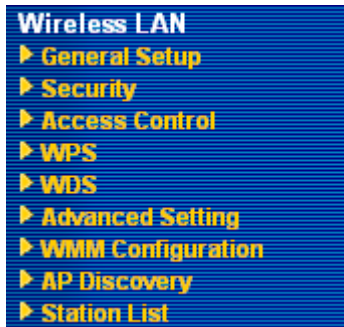 Wireless LAN
General Setup
Security
Access Control
WPS
WDS
Advanced Setting
WMM Configuration
AP Discovery
Station List